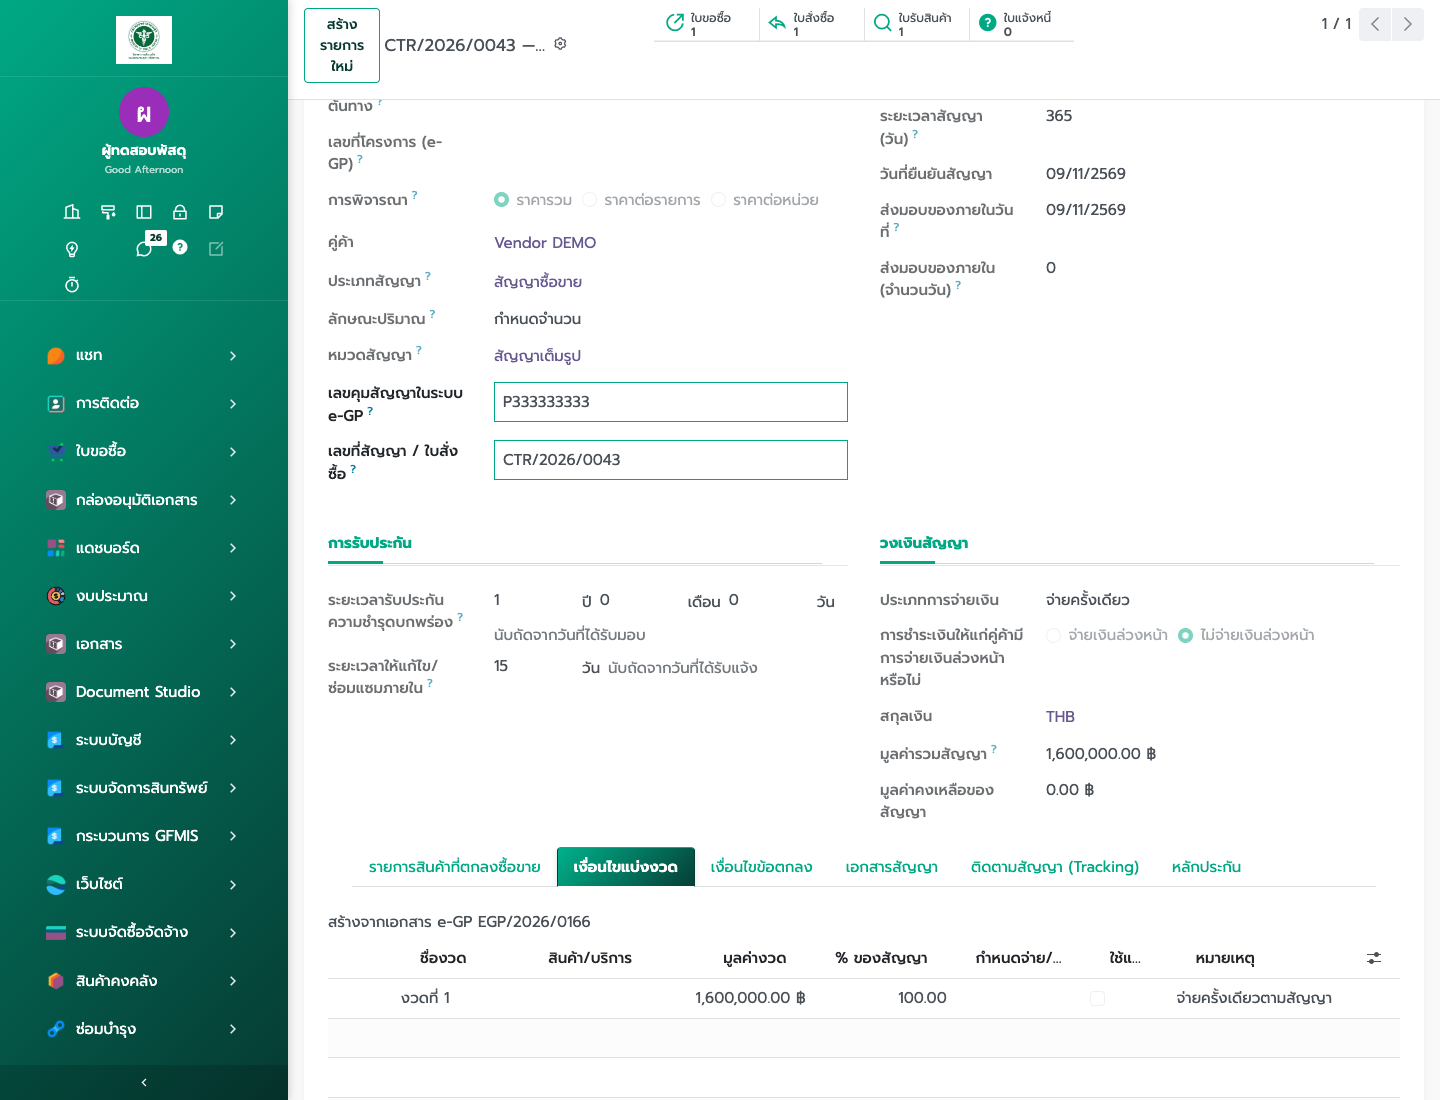 สร้าง
รายการ
ใหม่
CTR/2026/0043 —...
ใบขอซื้อ
1
ใบสั่งซื้อ
1
ใบรับสินค้า
1
ใบแจ้งหนี้
0
1 / 1
ผ
ผู้ทดสอบพัสดุ
Good Afternoon
26
แชท
การติดต่อ
ใบขอซื้อ
กล่องอนุมัติเอกสาร
แดชบอร์ด
งบประมาณ
เอกสาร
Document Studio
ระบบบัญชี
ระบบจัดการสินทรัพย์
กระบวนการ GFMIS
เว็บไซต์
ระบบจัดซื้อจัดจ้าง
สินค้าคงคลัง
ซ่อมบำรุง
ต้นทาง ?
เลขที่โครงการ (e-
GP) ?
การพิจารณา ?
ราคารวม ราคาต่อรายการ ราคาต่อหน่วย
คู่ค้า
Vendor DEMO
ประเภทสัญญา ?
สัญญาซื้อขาย
ลักษณะปริมาณ ?
กำหนดจำนวน
หมวดสัญญา ?
สัญญาเต็มรูป
เลขคุมสัญญาในระบบ
e-GP ?
P333333333
เลขที่สัญญา / ใบสั่ง
ซื้อ ?
CTR/2026/0043
ระยะเวลาสัญญา
(วัน) ?
365
วันที่ยืนยันสัญญา
09/11/2569
ส่งมอบของภายในวัน
ที่ ?
09/11/2569
ส่งมอบของภายใน
(จำนวนวัน) ?
0
การรับประกัน
ระยะเวลารับประกัน
ความชำรุดบกพร่อง ?
1 ปี 0 เดือน 0 วัน
นับถัดจากวันที่ได้รับมอบ
ระยะเวลาให้แก้ไข/
ซ่อมแซมภายใน ?
15 วัน นับถัดจากวันที่ได้รับแจ้ง
วงเงินสัญญา
ประเภทการจ่ายเงิน
จ่ายครั้งเดียว
การชำระเงินให้แก่คู่ค้ามี
การจ่ายเงินล่วงหน้า
หรือไม่
จ่ายเงินล่วงหน้า ไม่จ่ายเงินล่วงหน้า
สกุลเงิน
THB
มูลค่ารวมสัญญา ?
1,600,000.00 ฿
มูลค่าคงเหลือของ
สัญญา
0.00 ฿
รายการสินค้าที่ตกลงซื้อขาย เงื่อนไขแบ่งงวด เงื่อนไขข้อตกลง เอกสารสัญญา ติดตามสัญญา (Tracking) หลักประกัน
สร้างจากเอกสาร e-GP EGP/2026/0166
ชื่องวด สินค้า/บริการ มูลค่างวด % ของสัญญา กำหนดจ่าย/... ใช้แ... หมายเหตุ
งวดที่ 1 1,600,000.00 ฿ 100.00 จ่ายครั้งเดียวตามสัญญา